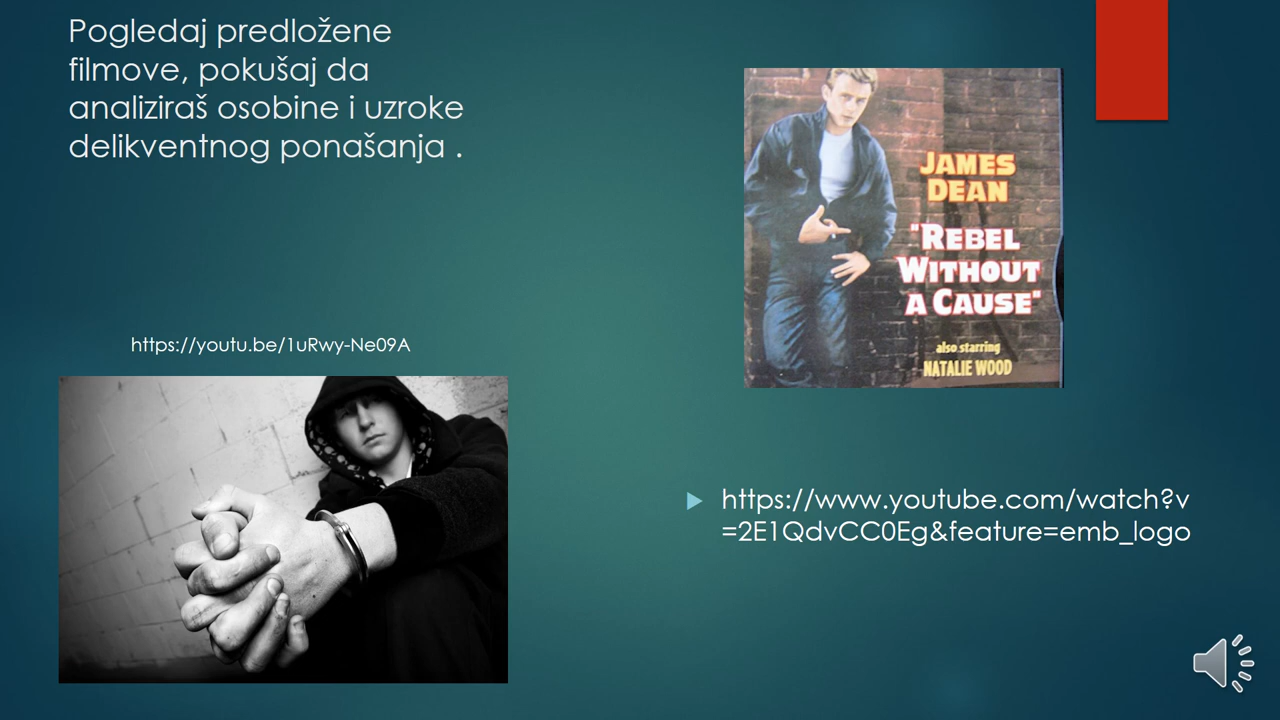 Pogledaj predložene
filmove, pokušaj da
analiziraš osobine i uzroke
delikventnog ponašanja .
https://youtu.be/1uRwy-Ne09A
JAMES
DEAN
"REBEL
WITHOUT
A CAUSE"
also starring
NATALIE WOOD
https://www.youtube.com/watch?v
=2E1QdvCC0Eg&feature=emb_logo